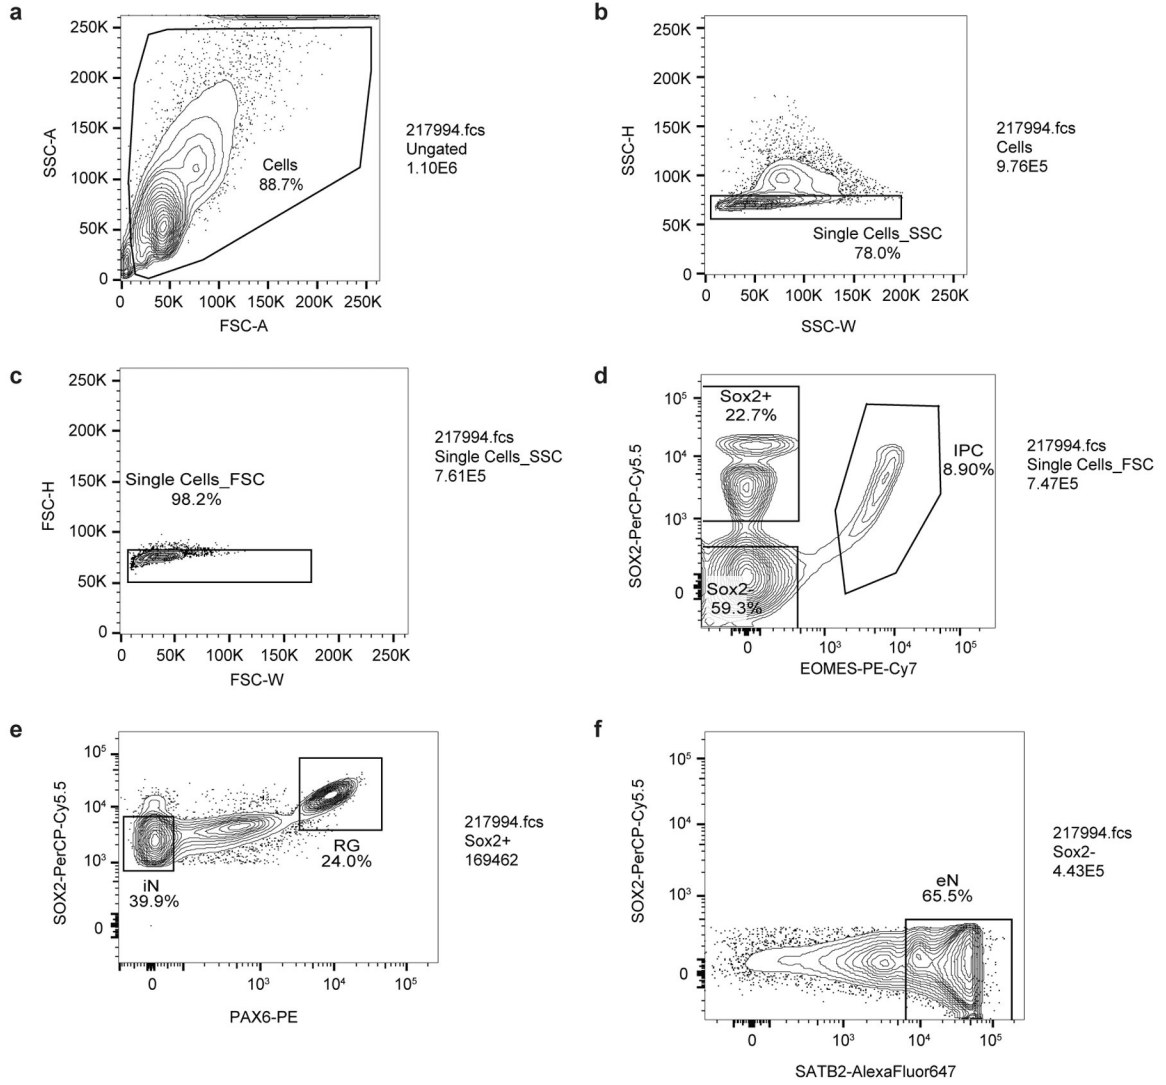 a
250K
200K
150K
100K
50K
0
SSC-A
Cells
88.7%
0 50K 100K 150K 200K 250K
FSC-A
217994.fcs
Ungated
1.10E6
b
250K
200K
150K
100K
50K
0
SSC-H
Single Cells_SSC
78.0%
0 50K 100K 150K 200K 250K
SSC-W
217994.fcs
Cells
9.76E5
c
250K
200K
150K
100K
50K
0
FSC-H
Single Cells_FSC
98.2%
0 50K 100K 150K 200K 250K
FSC-W
217994.fcs
Single Cells_SSC
7.61E5
d
10⁵
10⁴
10³
0
SOX2-PerCP-Cy5.5
Sox2+
22.7%
IPC
8.90%
Sox2-
59.3%
0 10³ 10⁴ 10⁵
EOMES-PE-Cy7
217994.fcs
Single Cells_FSC
7.47E5
e
10⁵
10⁴
10³
0
SOX2-PerCP-Cy5.5
RG
24.0%
iN
39.9%
0 10³ 10⁴ 10⁵
PAX6-PE
217994.fcs
Sox2+
169462
f
10⁵
10⁴
10³
0
SOX2-PerCP-Cy5.5
eN
65.5%
0 10³ 10⁴ 10⁵
SATB2-AlexaFluor647
217994.fcs
Sox2-
4.43E5